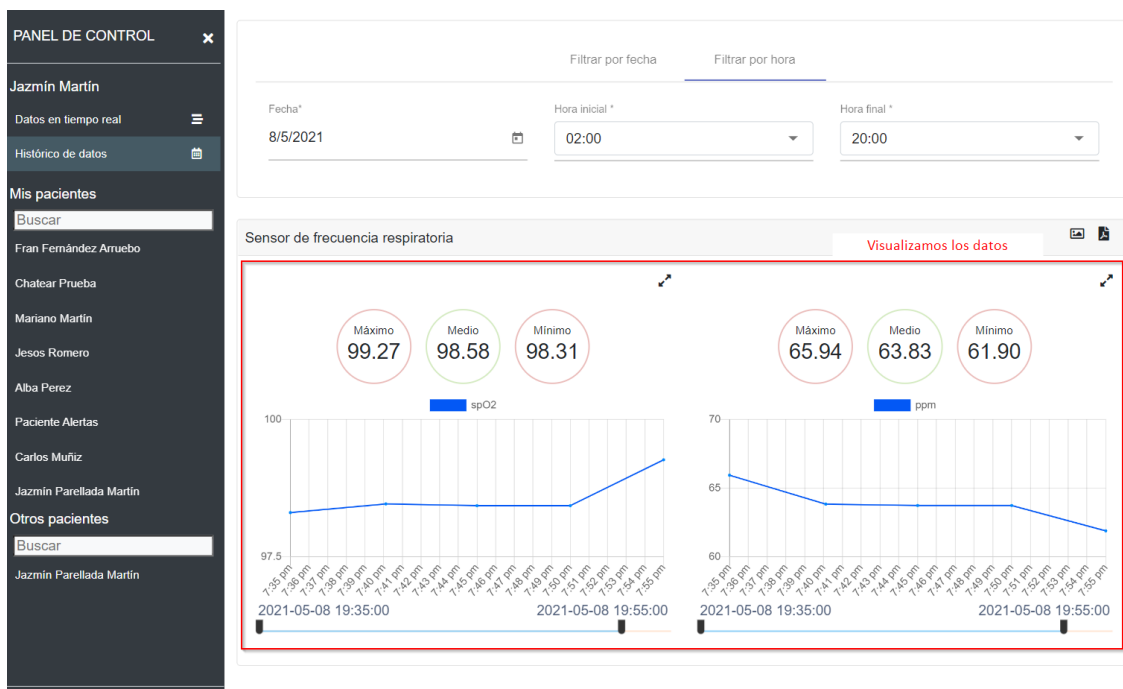 PANEL DE CONTROL
Jazmín Martín
Datos en tiempo real
Histórico de datos
Mis pacientes
Buscar
Fran Fernández Arruebo
Chatear Prueba
Mariano Martín
Jesos Romero
Alba Perez
Paciente Alertas
Carlos Muñiz
Jazmín Parellada Martín
Otros pacientes
Buscar
Jazmín Parellada Martín
Filtrar por fecha Filtrar por hora
Fecha* Hora inicial * Hora final *
8/5/2021 02:00 20:00
Sensor de frecuencia respiratoria
Visualizamos los datos
Máximo Medio Mínimo
99.27 98.58 98.31
spO2
100
97.5
7:35 pm 7:36 pm 7:37 pm 7:38 pm 7:39 pm 7:40 pm 7:41 pm 7:42 pm 7:43 pm 7:44 pm 7:45 pm 7:46 pm 7:47 pm 7:48 pm 7:49 pm 7:50 pm 7:51 pm 7:52 pm 7:53 pm 7:54 pm 7:55 pm
2021-05-08 19:35:00 2021-05-08 19:55:00
Máximo Medio Mínimo
65.94 63.83 61.90
ppm
70
65
60
7:35 pm 7:36 pm 7:37 pm 7:38 pm 7:39 pm 7:40 pm 7:41 pm 7:42 pm 7:43 pm 7:44 pm 7:45 pm 7:46 pm 7:47 pm 7:48 pm 7:49 pm 7:50 pm 7:51 pm 7:52 pm 7:53 pm 7:54 pm 7:55 pm
2021-05-08 19:35:00 2021-05-08 19:55:00